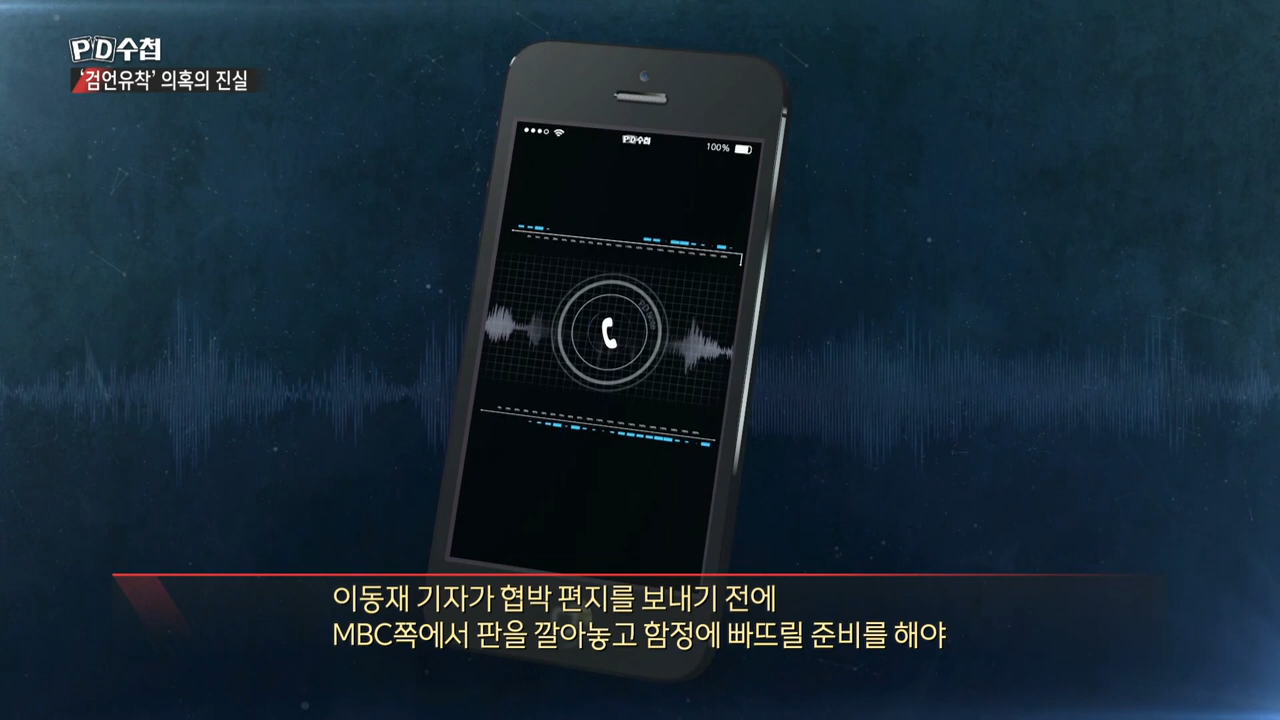 PD수첩
'검언유착' 의혹의 진실
PD수첩
100%
이동재 기자가 협박 편지를 보내기 전에
MBC쪽에서 판을 깔아놓고 함정에 빠뜨릴 준비를 해야